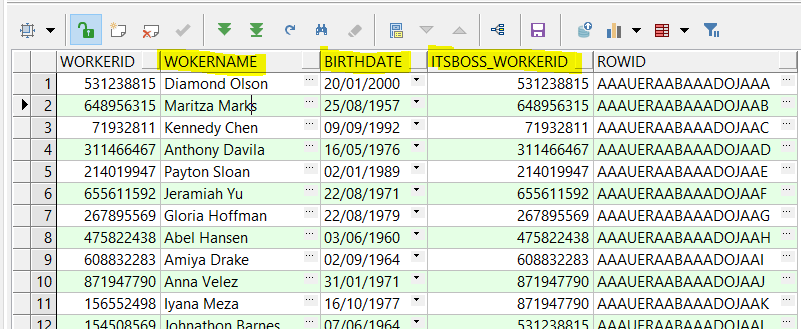 WORKERID WOKERNAME BIRTHDATE ITSBOSS_WORKERID ROWID
1 531238815 Diamond Olson ... 20/01/2000 531238815 AAAUERAABAAADOJAAA ...
2 648956315 Maritza Marks ... 25/08/1957 648956315 AAAUERAABAAADOJAAB ...
3 71932811 Kennedy Chen ... 09/09/1992 71932811 AAAUERAABAAADOJAAC ...
4 311466467 Anthony Davila ... 16/05/1976 311466467 AAAUERAABAAADOJAAD ...
5 214019947 Payton Sloan ... 02/01/1989 214019947 AAAUERAABAAADOJAAE ...
6 655611592 Jeramiah Yu ... 22/08/1971 655611592 AAAUERAABAAADOJAAF ...
7 267895569 Gloria Hoffman ... 22/08/1979 267895569 AAAUERAABAAADOJAAG ...
8 475822438 Abel Hansen ... 03/06/1960 475822438 AAAUERAABAAADOJAAH ...
9 608832283 Amiya Drake ... 02/09/1964 608832283 AAAUERAABAAADOJAAI ...
10 871947790 Anna Velez ... 31/01/1971 871947790 AAAUERAABAAADOJAAJ ...
11 156552498 Iyana Meza ... 16/10/1977 871947790 AAAUERAABAAADOJAAK ...
12 154508569 Johnathon Barnes ... 07/06/1964 531238815 AAAUERAABAAADOJAAL ...